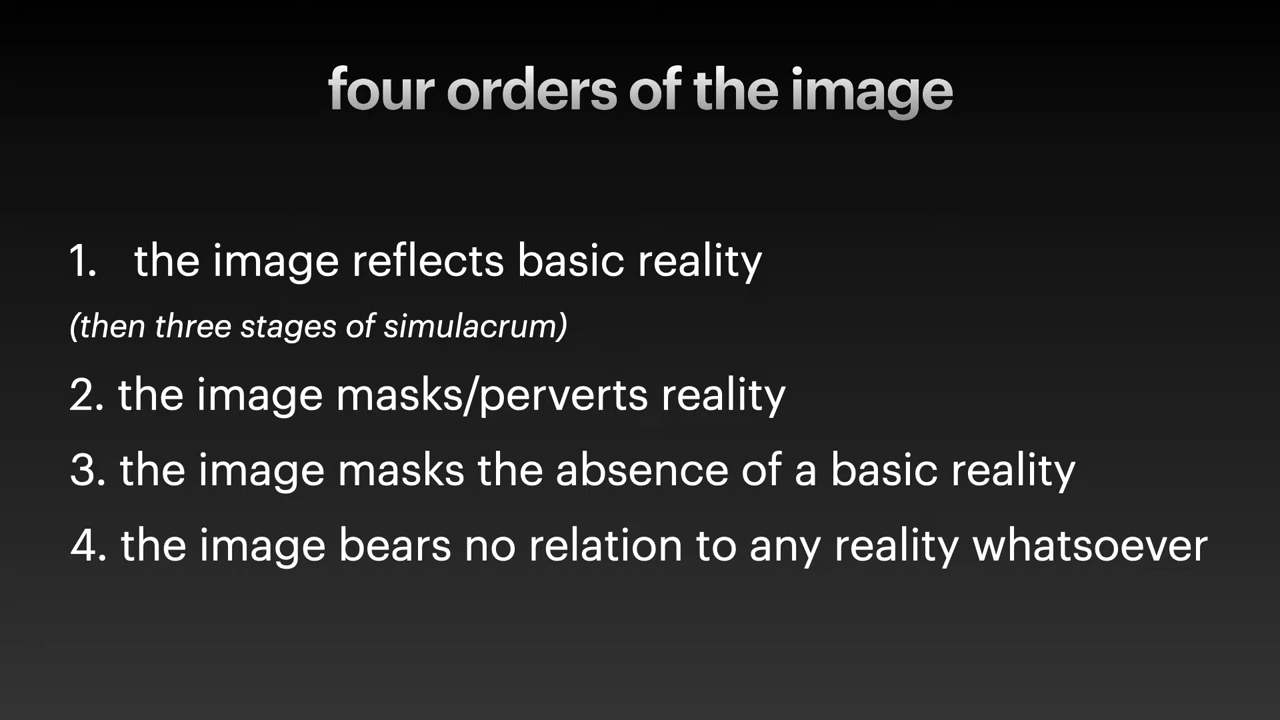 four orders of the image
1. the image reflects basic reality
(then three stages of simulacrum)
2. the image masks/perverts reality
3. the image masks the absence of a basic reality
4. the image bears no relation to any reality whatsoever